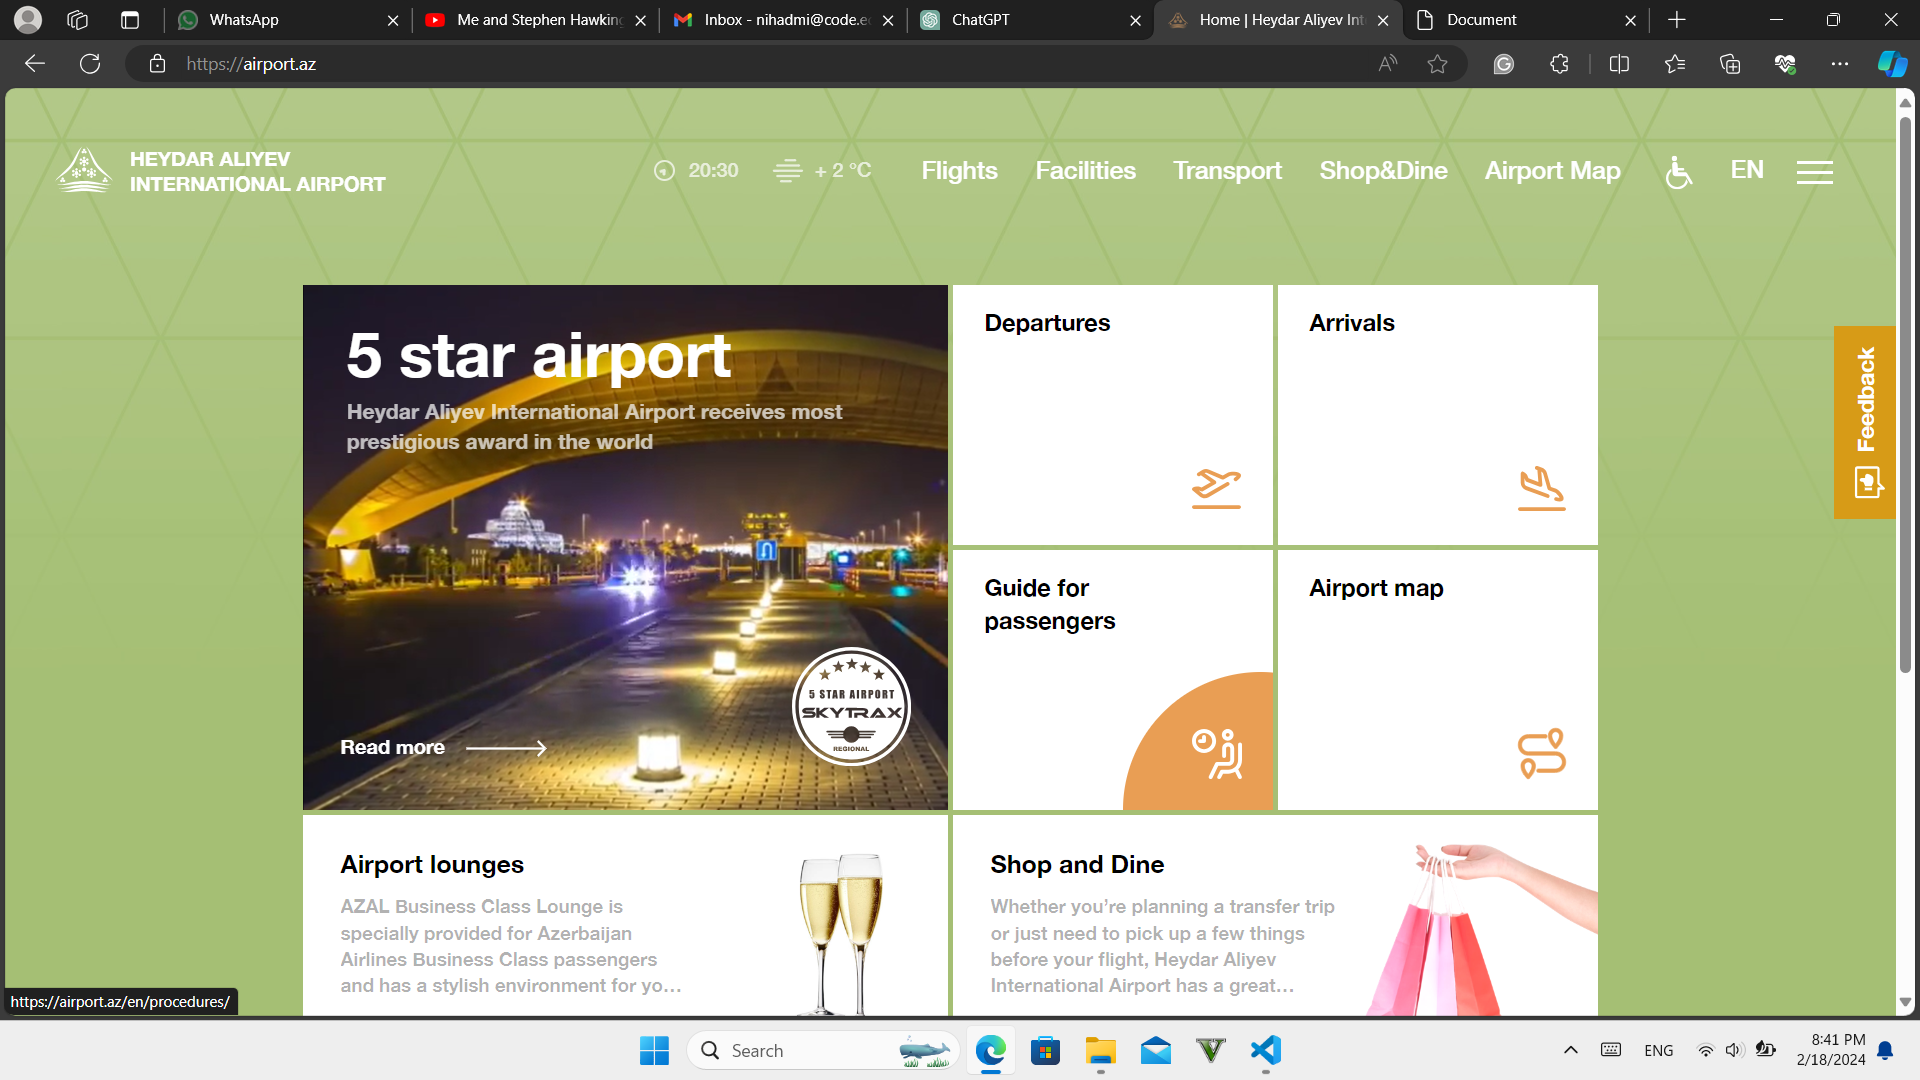 WhatsApp
Me and Stephen Hawking
Inbox - nihadmi@code.e
ChatGPT
Home | Heydar Aliyev Int
Document
https://airport.az
HEYDAR ALIYEV
INTERNATIONAL AIRPORT
20:30
+ 2 °C
Flights
Facilities
Transport
Shop&Dine
Airport Map
EN
5 star airport
Heydar Aliyev International Airport receives most
prestigious award in the world
5 STAR AIRPORT
SKYTRAX
REGIONAL
Read more
Departures
Arrivals
Guide for
passengers
Airport map
Feedback
Airport lounges
AZAL Business Class Lounge is
specially provided for Azerbaijan
Airlines Business Class passengers
and has a stylish environment for yo...
Shop and Dine
Whether you’re planning a transfer trip
or just need to pick up a few things
before your flight, Heydar Aliyev
International Airport has a great...
https://airport.az/en/procedures/
Search
ENG
8:41 PM
2/18/2024